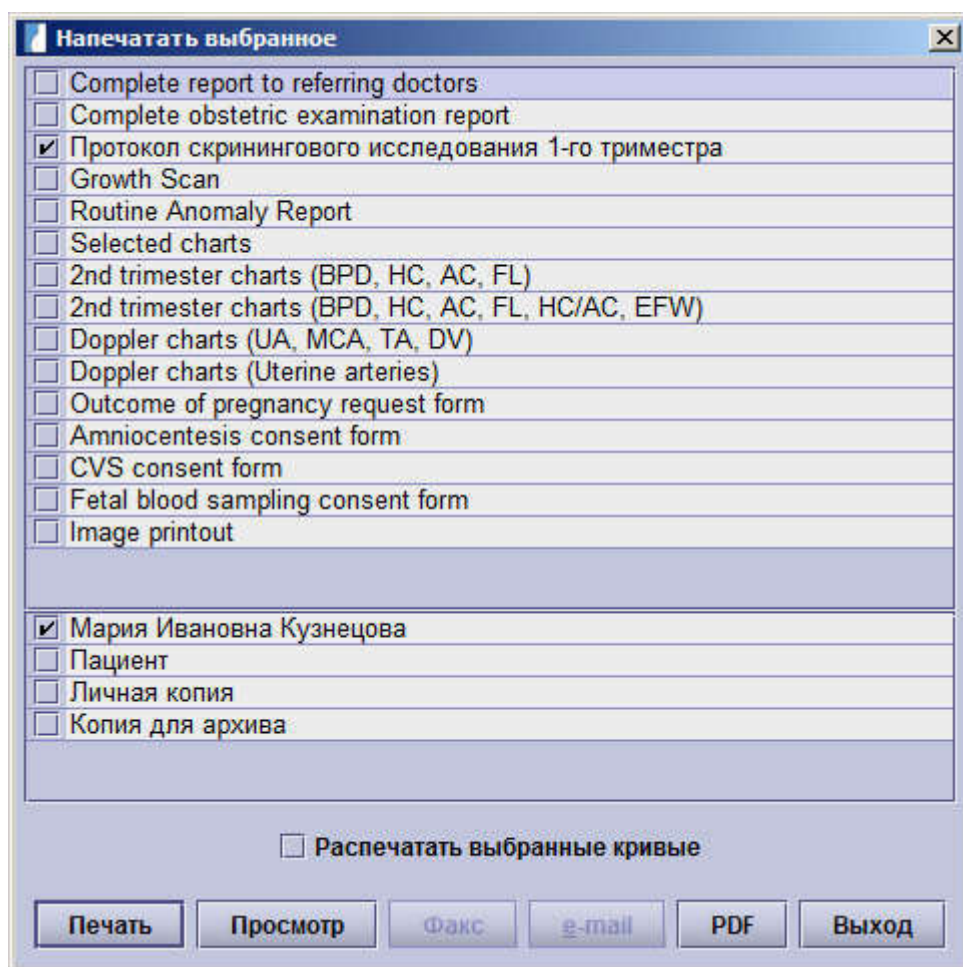 Напечатать выбранное
Complete report to referring doctors
Complete obstetric examination report
Протокол скринингового исследования 1-го триместра
Growth Scan
Routine Anomaly Report
Selected charts
2nd trimester charts (BPD, HC, AC, FL)
2nd trimester charts (BPD, HC, AC, FL, HC/AC, EFW)
Doppler charts (UA, MCA, TA, DV)
Doppler charts (Uterine arteries)
Outcome of pregnancy request form
Amniocentesis consent form
CVS consent form
Fetal blood sampling consent form
Image printout
Мария Ивановна Кузнецова
Пациент
Личная копия
Копия для архива
Распечатать выбранные кривые
Печать Просмотр Факс e-mail PDF Выход